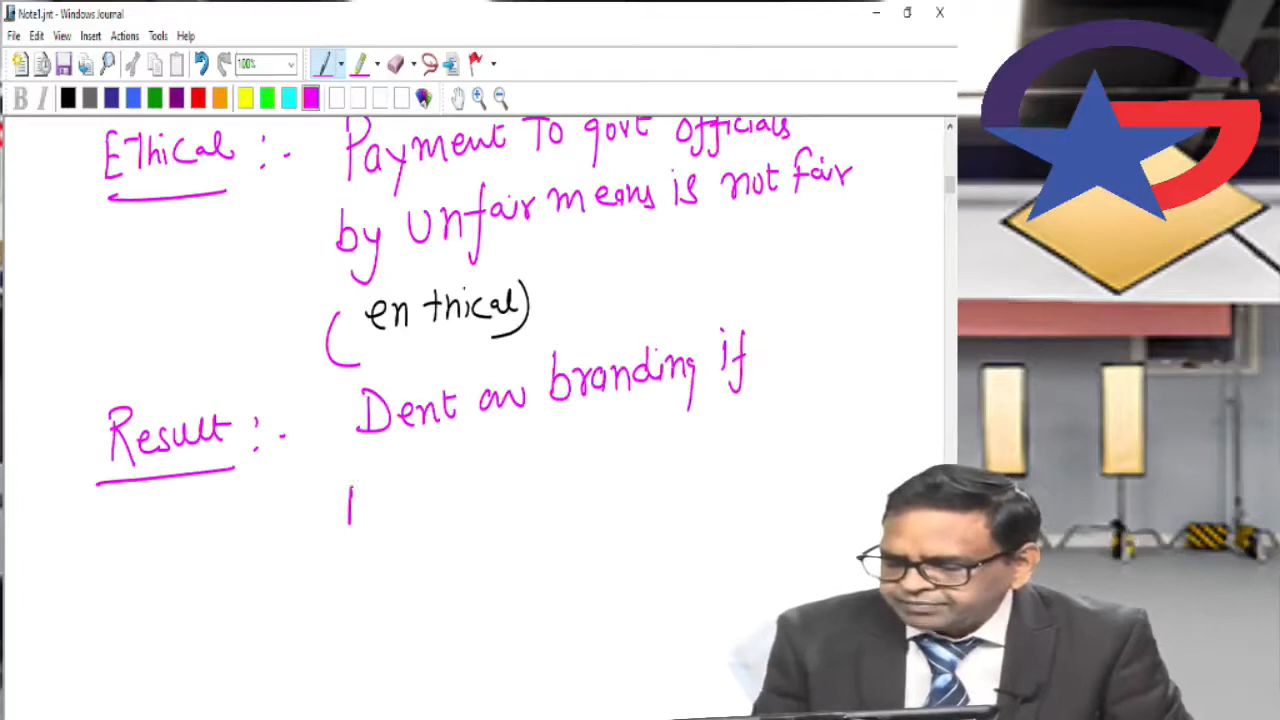 Note1.jnt - Windows Journal
File Edit View Insert Actions Tools Help
100%
B I
Ethical :- Payment To govt officials
by Unfair means is not fair
(en thical)
Result :- Dent on branding if